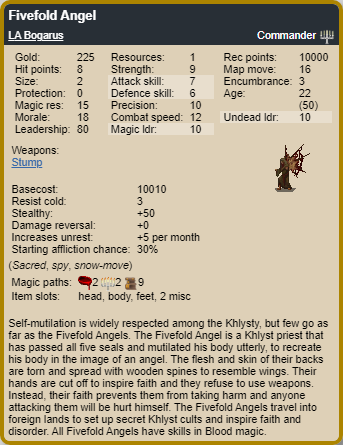 Fivefold Angel
LA Bogarus Commander
Gold: 225 Resources: 1 Rec points: 10000
Hit points: 8 Strength: 9 Map move: 16
Size: 2 Attack skill: 7 Encumbrance: 3
Protection: 0 Defence skill: 6 Age: 22
Magic res: 15 Precision: 10 (50)
Morale: 18 Combat speed: 12 Undead ldr: 10
Leadership: 80 Magic ldr: 10
Weapons:
Stump
Basecost: 10010
Resist cold: 3
Stealthy: +50
Damage reversal: +0
Increases unrest: +5 per month
Starting affliction chance: 30%
(Sacred, spy, snow-move)
Magic paths: 2 2 9
Item slots: head, body, feet, 2 misc
Self-mutilation is widely respected among the Khlysty, but few go as
far as the Fivefold Angels. The Fivefold Angel is a Khlyst priest that
has passed all five seals and mutilated his body utterly, to recreate
his body in the image of an angel. The flesh and skin of their backs
are torn and spread with wooden spines to resemble wings. Their
hands are cut off to inspire faith and they refuse to use weapons.
Instead, their faith prevents them from taking harm and anyone
attacking them will be hurt himself. The Fivefold Angels travel into
foreign lands to set up secret Khlyst cults and inspire faith and
disorder. All Fivefold Angels have skills in Blood magic.